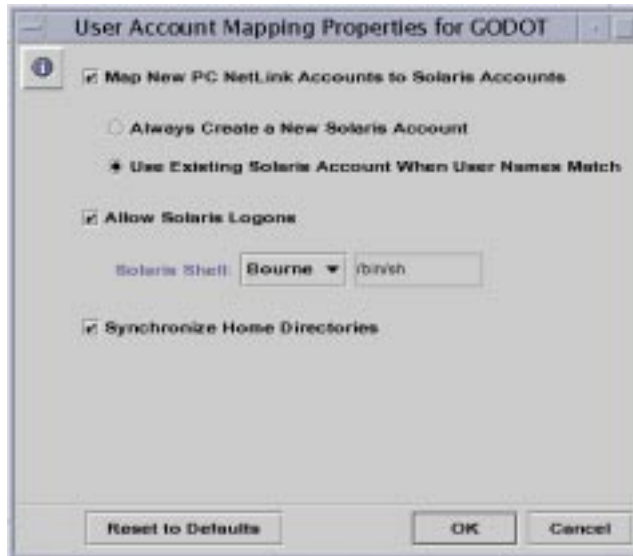 User Account Mapping Properties for GODOT
Map New PC NetLink Accounts to Solaris Accounts
Always Create a New Solaris Account
Use Existing Solaris Account When User Names Match
Allow Solaris Logons
Solaris Shell: Bourne /bin/sh
Synchronize Home Directories
Reset to Defaults OK Cancel